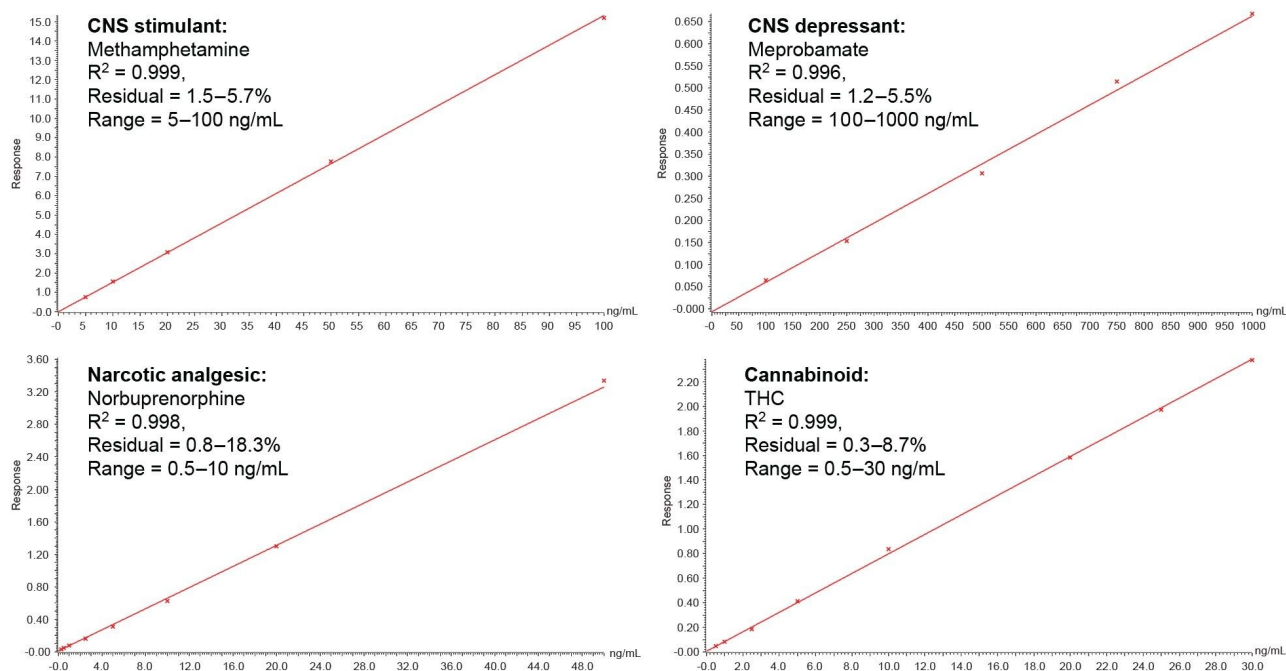 CNS stimulant:
Methamphetamine
R² = 0.999,
Residual = 1.5–5.7%
Range = 5–100 ng/mL
Response
15.0
14.0
13.0
12.0
11.0
10.0
9.0
8.0
7.0
6.0
5.0
4.0
3.0
2.0
1.0
-0.0
-0 5 10 15 20 25 30 35 40 45 50 55 60 65 70 75 80 85 90 95 100 ng/mL
CNS depressant:
Meprobamate
R² = 0.996,
Residual = 1.2–5.5%
Range = 100–1000 ng/mL
Response
0.650
0.600
0.550
0.500
0.450
0.400
0.350
0.300
0.250
0.200
0.150
0.100
0.050
-0.000
-0 50 100 150 200 250 300 350 400 450 500 550 600 650 700 750 800 850 900 950 1000 ng/mL
Narcotic analgesic:
Norbuprenorphine
R² = 0.998,
Residual = 0.8–18.3%
Range = 0.5–10 ng/mL
Response
3.60
3.20
2.80
2.40
2.00
1.60
1.20
0.80
0.40
-0.00
-0.0 4.0 8.0 12.0 16.0 20.0 24.0 28.0 32.0 36.0 40.0 44.0 48.0 ng/mL
Cannabinoid:
THC
R² = 0.999,
Residual = 0.3–8.7%
Range = 0.5–30 ng/mL
Response
2.20
2.00
1.80
1.60
1.40
1.20
1.00
0.80
0.60
0.40
0.20
-0.00
-0.0 2.0 4.0 6.0 8.0 10.0 12.0 14.0 16.0 18.0 20.0 22.0 24.0 26.0 28.0 30.0 ng/mL